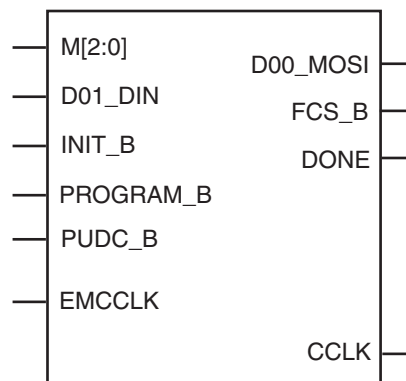 M[2:0]
D00_MOSI
D01_DIN
FCS_B
INIT_B
DONE
PROGRAM_B
PUDC_B
EMCCLK
CCLK